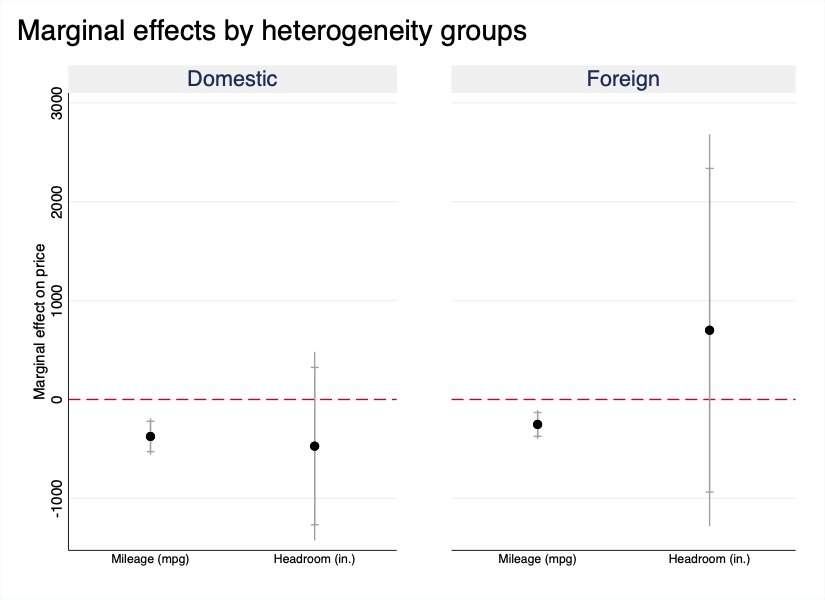 Marginal effects by heterogeneity groups
Domestic
Foreign
Marginal effect on price
3000
2000
1000
0
-1000
Mileage (mpg)
Headroom (in.)
Mileage (mpg)
Headroom (in.)